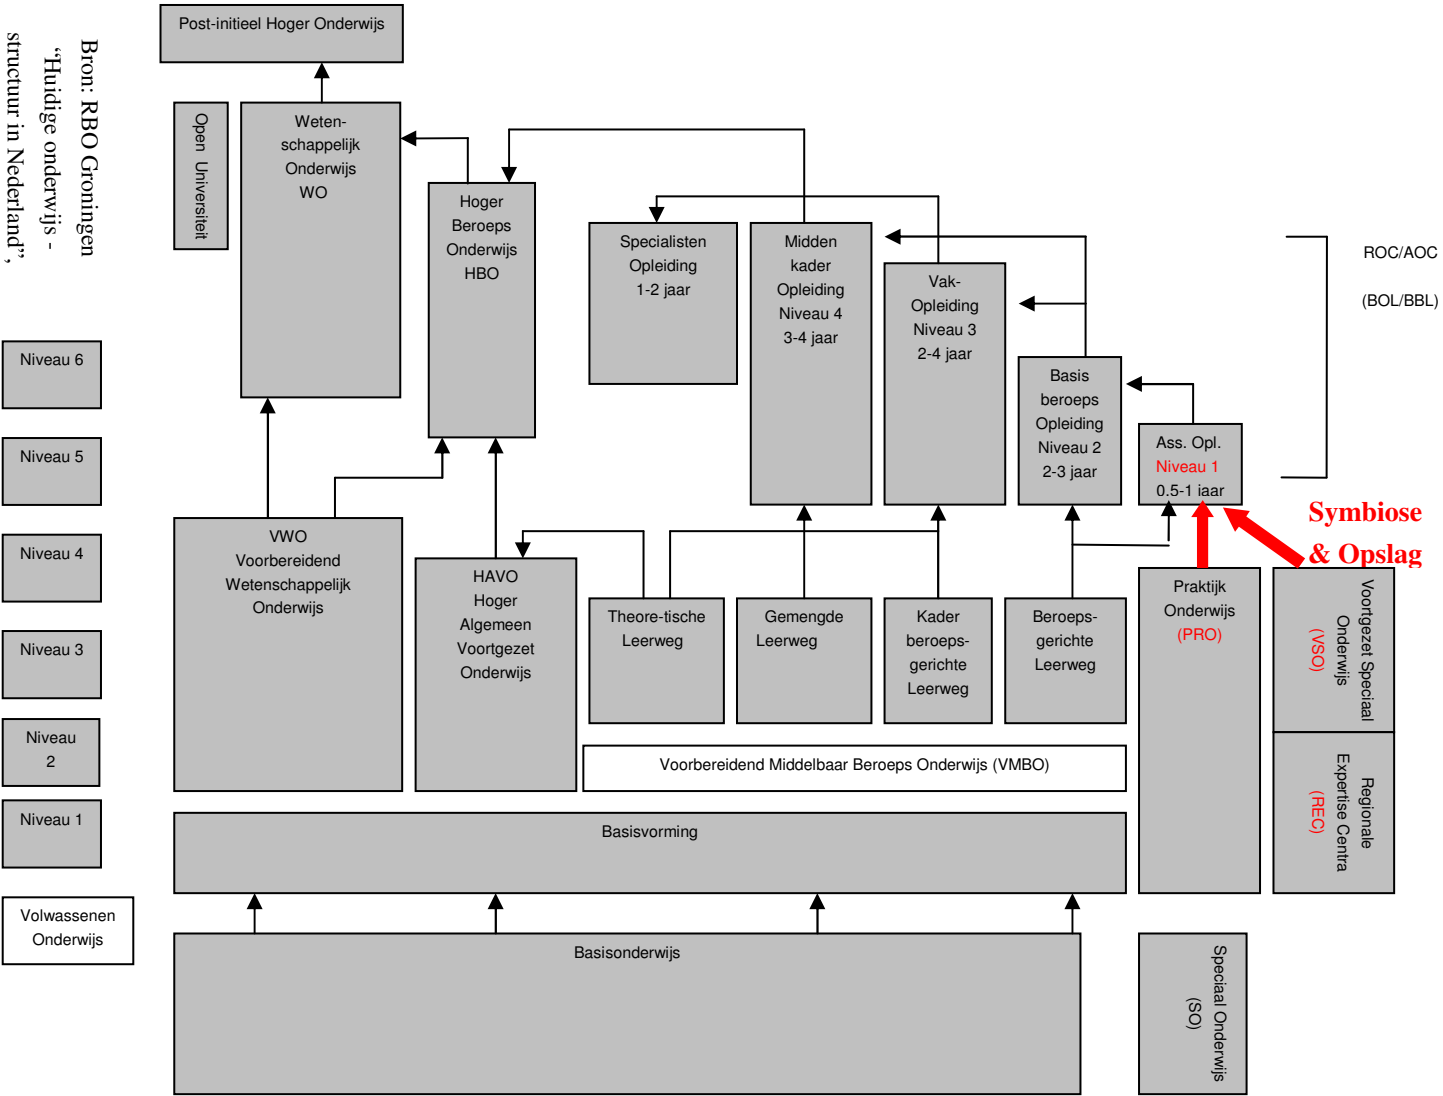 Bron: RBO Groningen
“Huidige onderwijs -
structuur in Nederland”,
Post-initieel Hoger Onderwijs
Open Universiteit
Weten-
schappelijk
Onderwijs
WO
Hoger
Beroeps
Onderwijs
HBO
Specialisten
Opleiding
1-2 jaar
Midden
kader
Opleiding
Niveau 4
3-4 jaar
Vak-
Opleiding
Niveau 3
2-4 jaar
Basis
beroeps
Opleiding
Niveau 2
2-3 jaar
Ass. Opl.
Niveau 1
0.5-1 jaar
ROC/AOC
(BOL/BBL)
Symbiose
& Opslag
Niveau 6
Niveau 5
Niveau 4
Niveau 3
Niveau
2
Niveau 1
Volwassenen
Onderwijs
VWO
Voorbereidend
Wetenschappelijk
Onderwijs
HAVO
Hoger
Algemeen
Voortgezet
Onderwijs
Theore-tische
Leerweg
Gemengde
Leerweg
Kader
beroeps-
gerichte
Leerweg
Beroeps-
gerichte
Leerweg
Praktijk
Onderwijs
(PRO)
Voortgezet Speciaal
Onderwijs
(VSO)
Regionale
Expertise Centra
(REC)
Voorbereidend Middelbaar Beroeps Onderwijs (VMBO)
Basisvorming
Basisonderwijs
Speciaal Onderwijs
(SO)